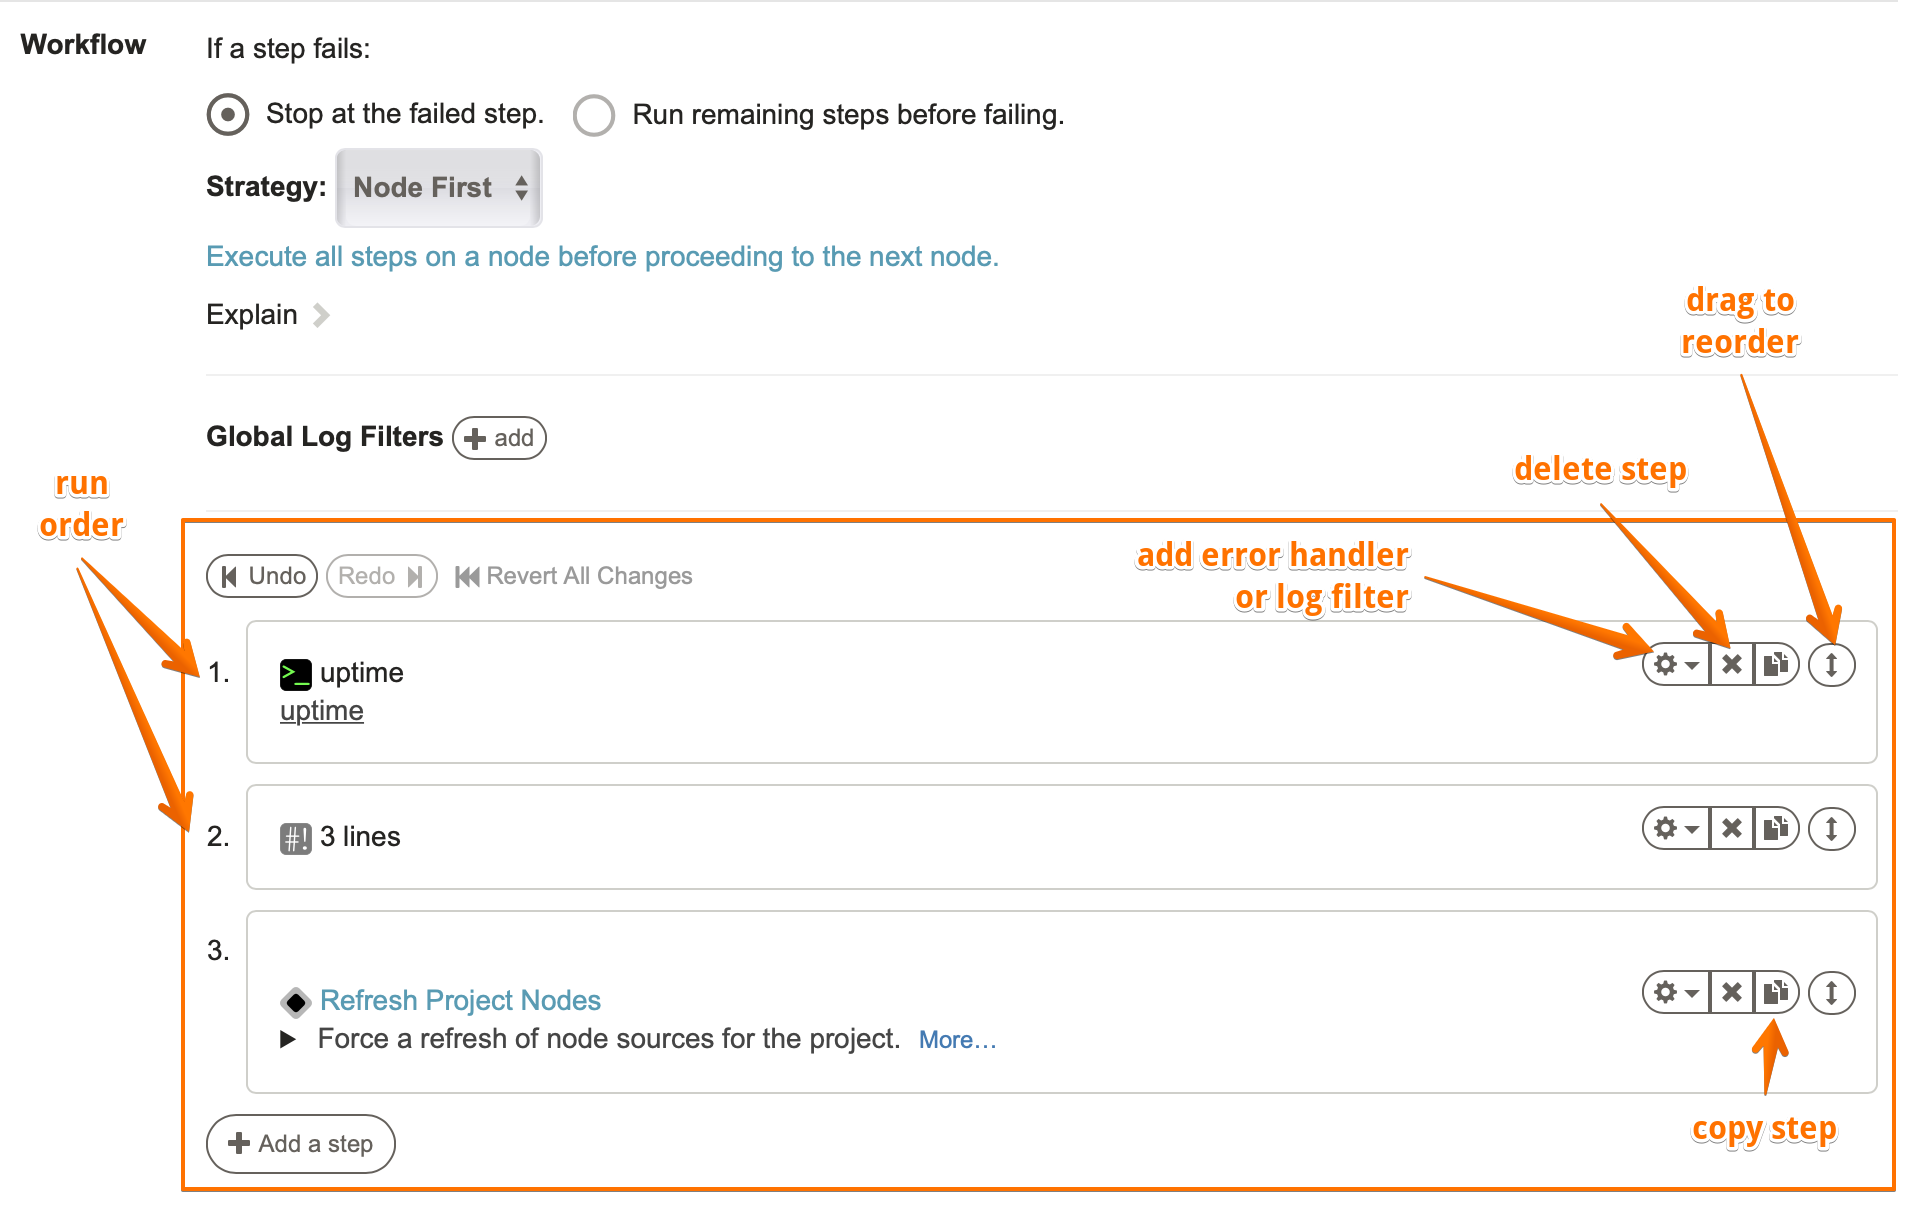 Workflow
If a step fails:
Stop at the failed step.
Run remaining steps before failing.
Strategy:
Node First
Execute all steps on a node before proceeding to the next node.
Explain
drag to
reorder
Global Log Filters
add
delete step
run
order
add error handler
or log filter
Undo
Redo
Revert All Changes
1.
>_ uptime
uptime
2.
#! 3 lines
3.
Refresh Project Nodes
Force a refresh of node sources for the project. More...
copy step
Add a step